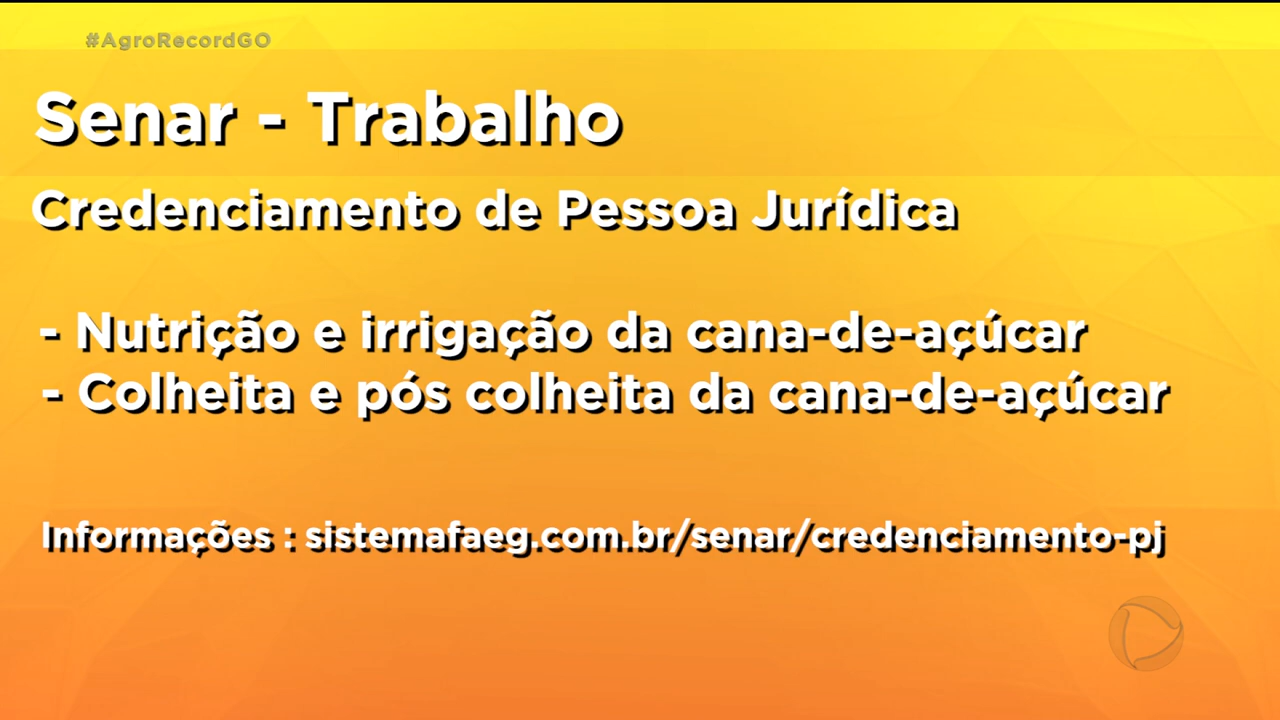 #AgroRecordGO
Senar - Trabalho
Credenciamento de Pessoa Jurídica
- Nutrição e irrigação da cana-de-açúcar
- Colheita e pós colheita da cana-de-açúcar
Informações : sistemafaeg.com.br/senar/credenciamento-pj